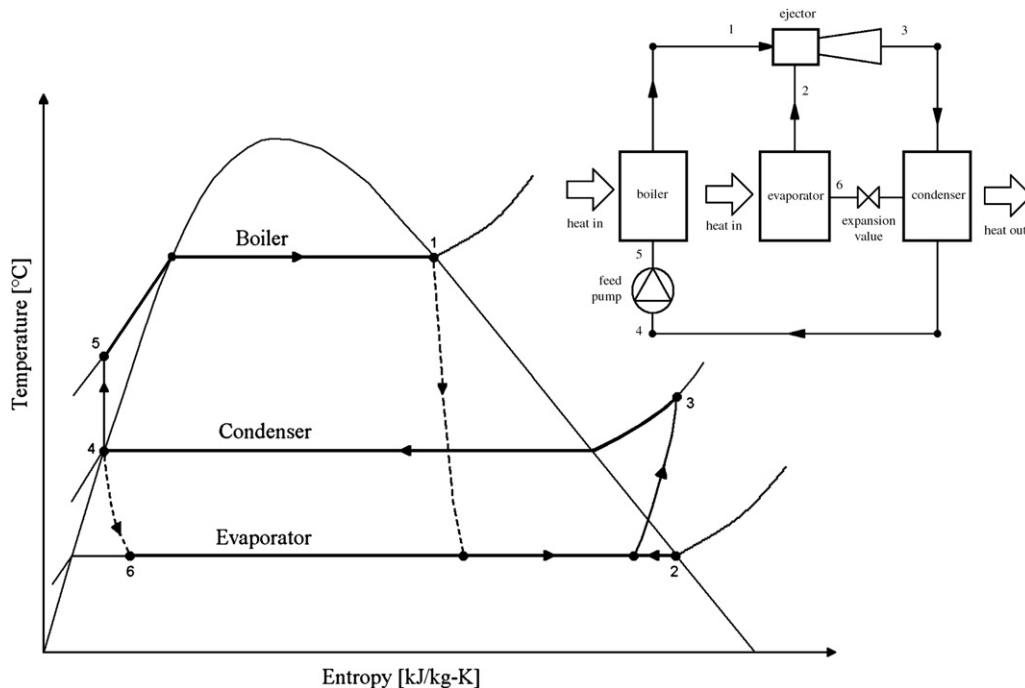 ejector
1
3
2
boiler
evaporator
6
condenser
heat in
heat in
expansion
value
heat out
5
feed
pump
4
Temperature [°C]
Boiler
1
5
Condenser
3
4
Evaporator
6
2
Entropy [kJ/kg-K]